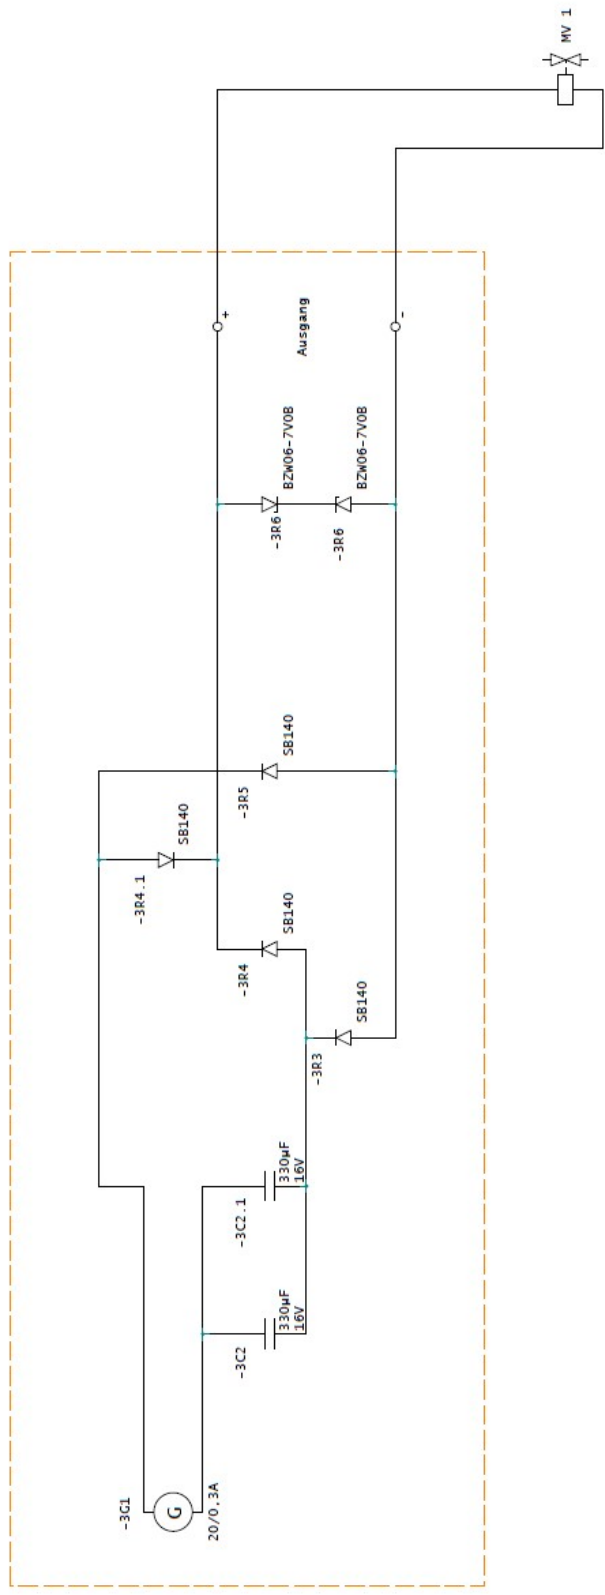 -3G1
G
20/0,3A
-3C2
330µF
16V
-3C2.1
330µF
16V
-3R3
SB140
-3R4
SB140
-3R4.1
SB140
-3R5
SB140
-3R6
BZW06-7V0B
-3R6
BZW06-7V0B
+
Ausgang
-
MV 1